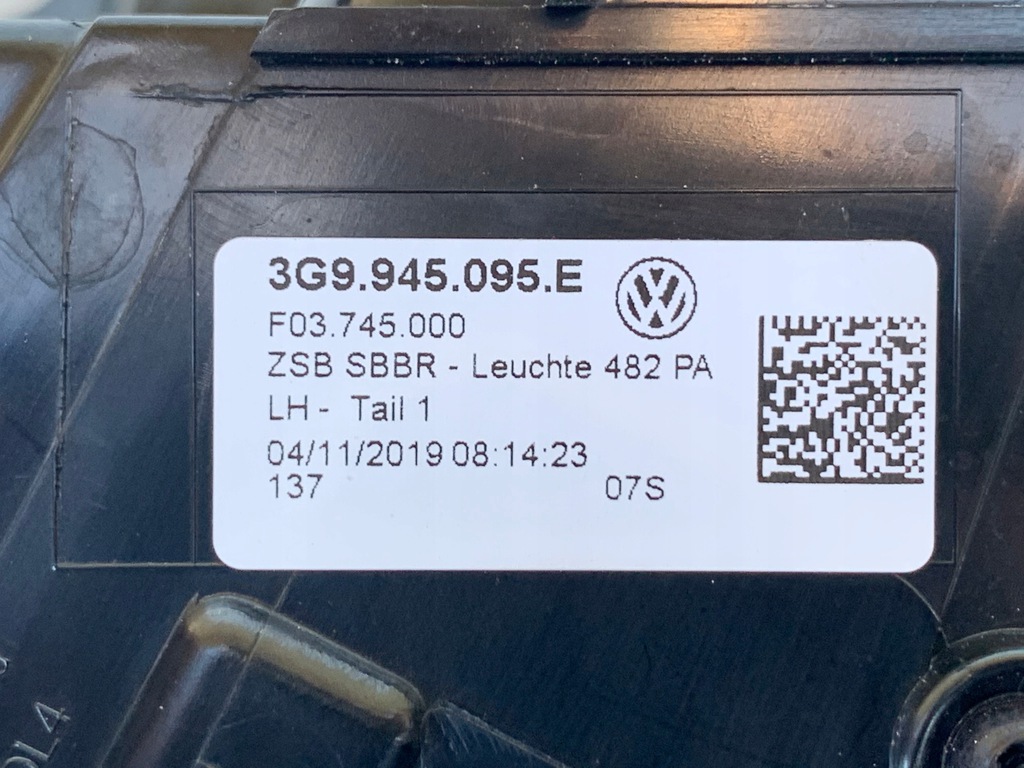 3G9.945.095.E
F03.745.000
ZSB SBBR - Leuchte 482 PA
LH - Tail 1
04/11/2019 08:14:23
137 07S